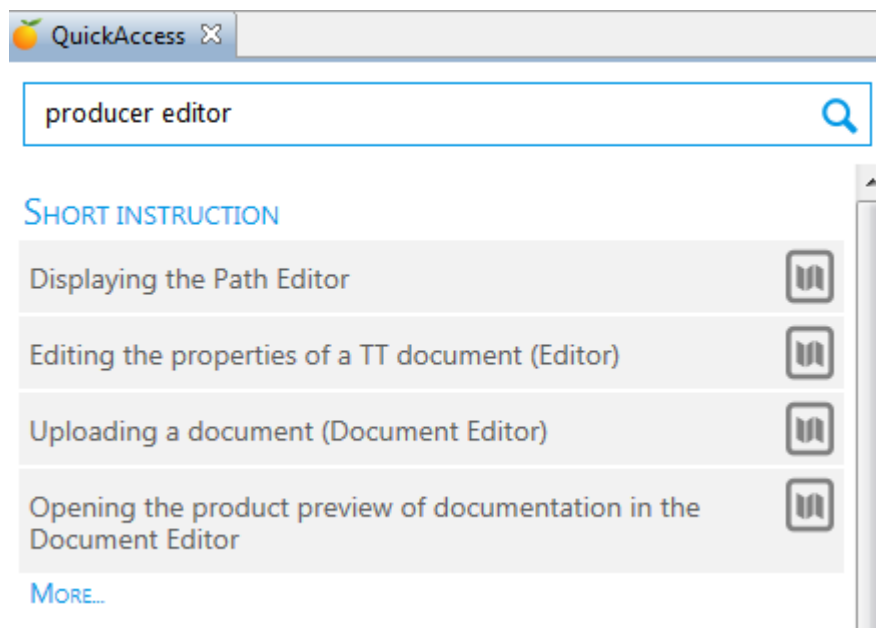 QuickAccess
producer editor
SHORT INSTRUCTION
Displaying the Path Editor
Editing the properties of a TT document (Editor)
Uploading a document (Document Editor)
Opening the product preview of documentation in the
Document Editor
MORE...